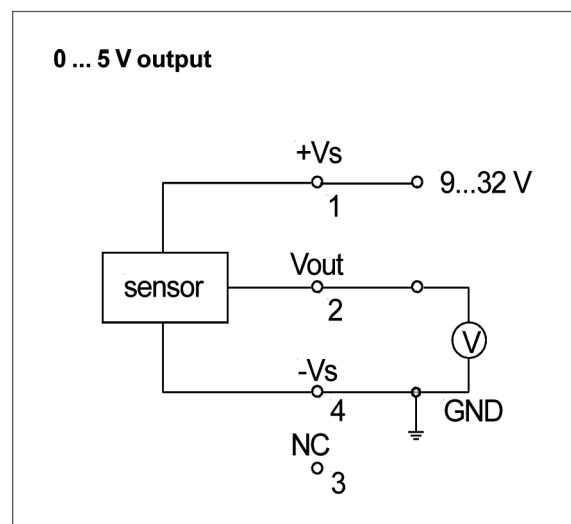 0 ... 5 V output
+Vs
9...32 V
1
Vout
sensor
2
V
-Vs
4
GND
NC
3